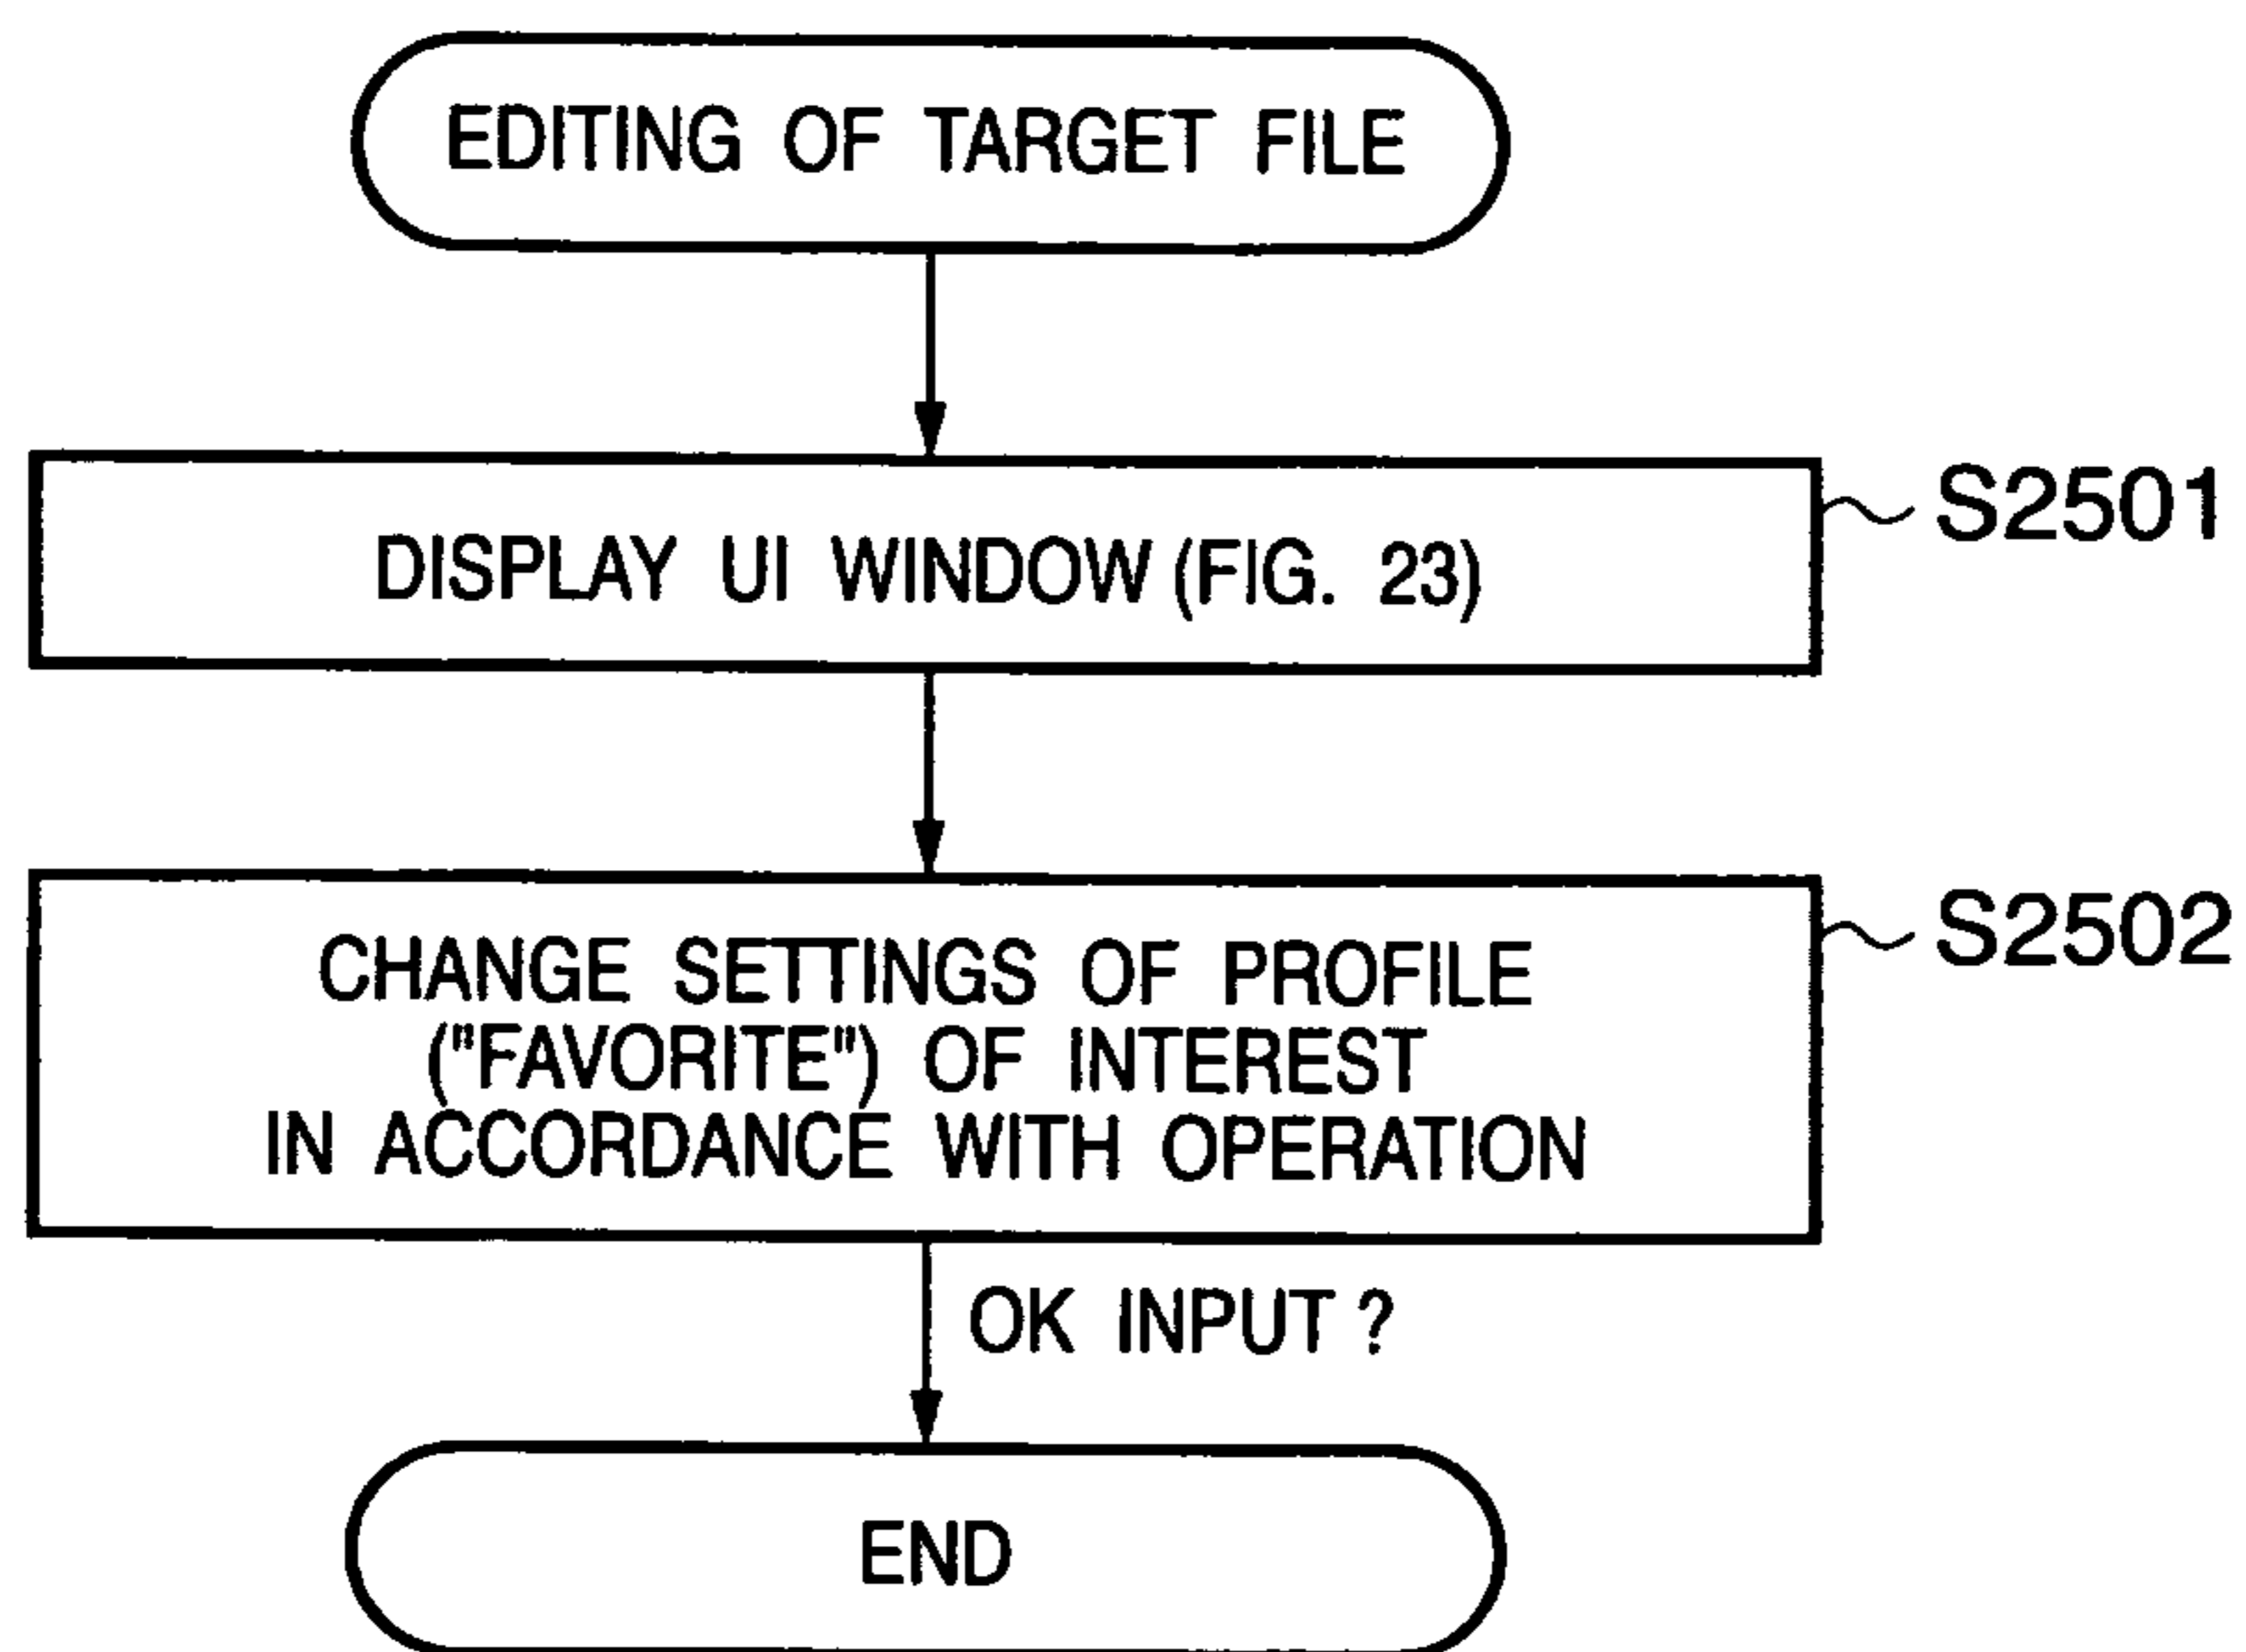 EDITING OF TARGET FILE
S2501
DISPLAY UI WINDOW (FIG. 23)
S2502
CHANGE SETTINGS OF PROFILE
("FAVORITE") OF INTEREST
IN ACCORDANCE WITH OPERATION
OK INPUT ?
END